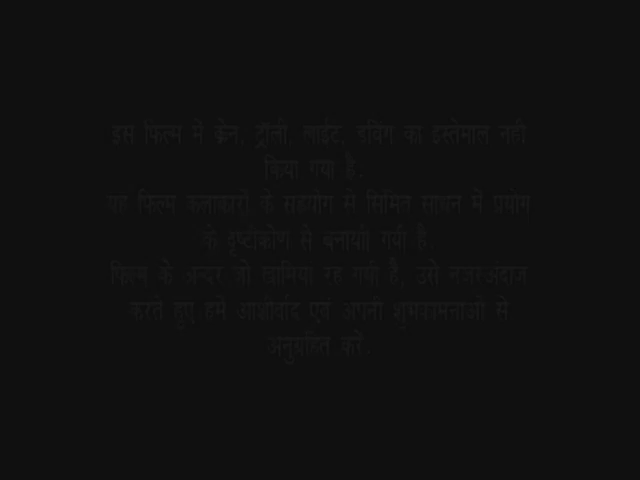 इस फिल्म में क्रेन, ट्रॉली, लाईट, डबिंग का इस्तेमाल नही
किया गया है.
यह फिल्म कलाकारों के सहयोग से सिमित साधन में प्रयोग
के दृष्टीकोण से बनायी गयी है
फिल्म के अन्दर जो खामियां रह गयी हैं, उसे नजरअंदाज
करते हुए हमें आशीर्वाद एवं अपनी शुभकामनाओं से
अनुग्रहित करें.